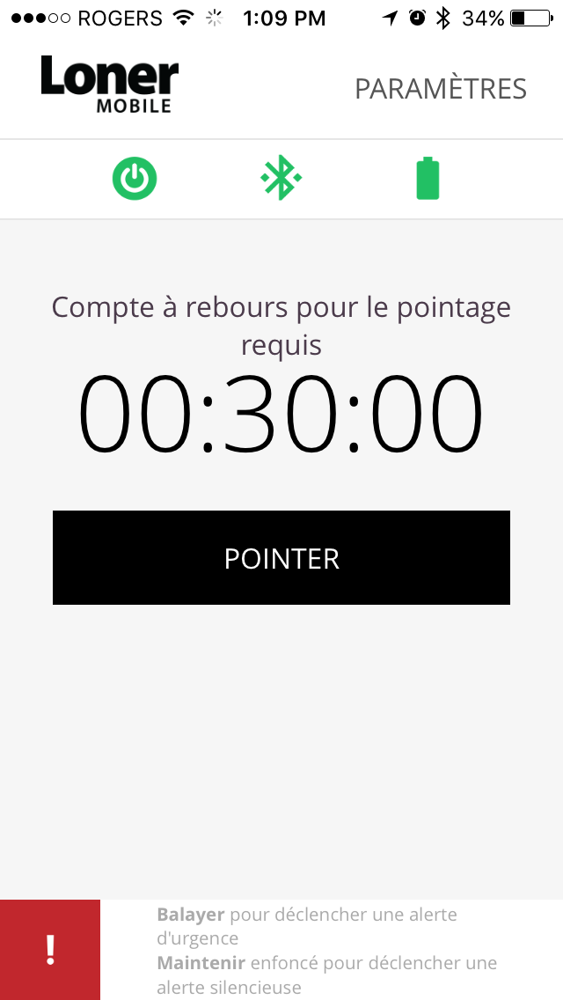 ROGERS 1:09 PM 34%
Loner
MOBILE
PARAMÈTRES
Compte à rebours pour le pointage
requis
00:30:00
POINTER
!
Balayer pour déclencher une alerte
d'urgence
Maintenir enfoncé pour déclencher une
alerte silencieuse